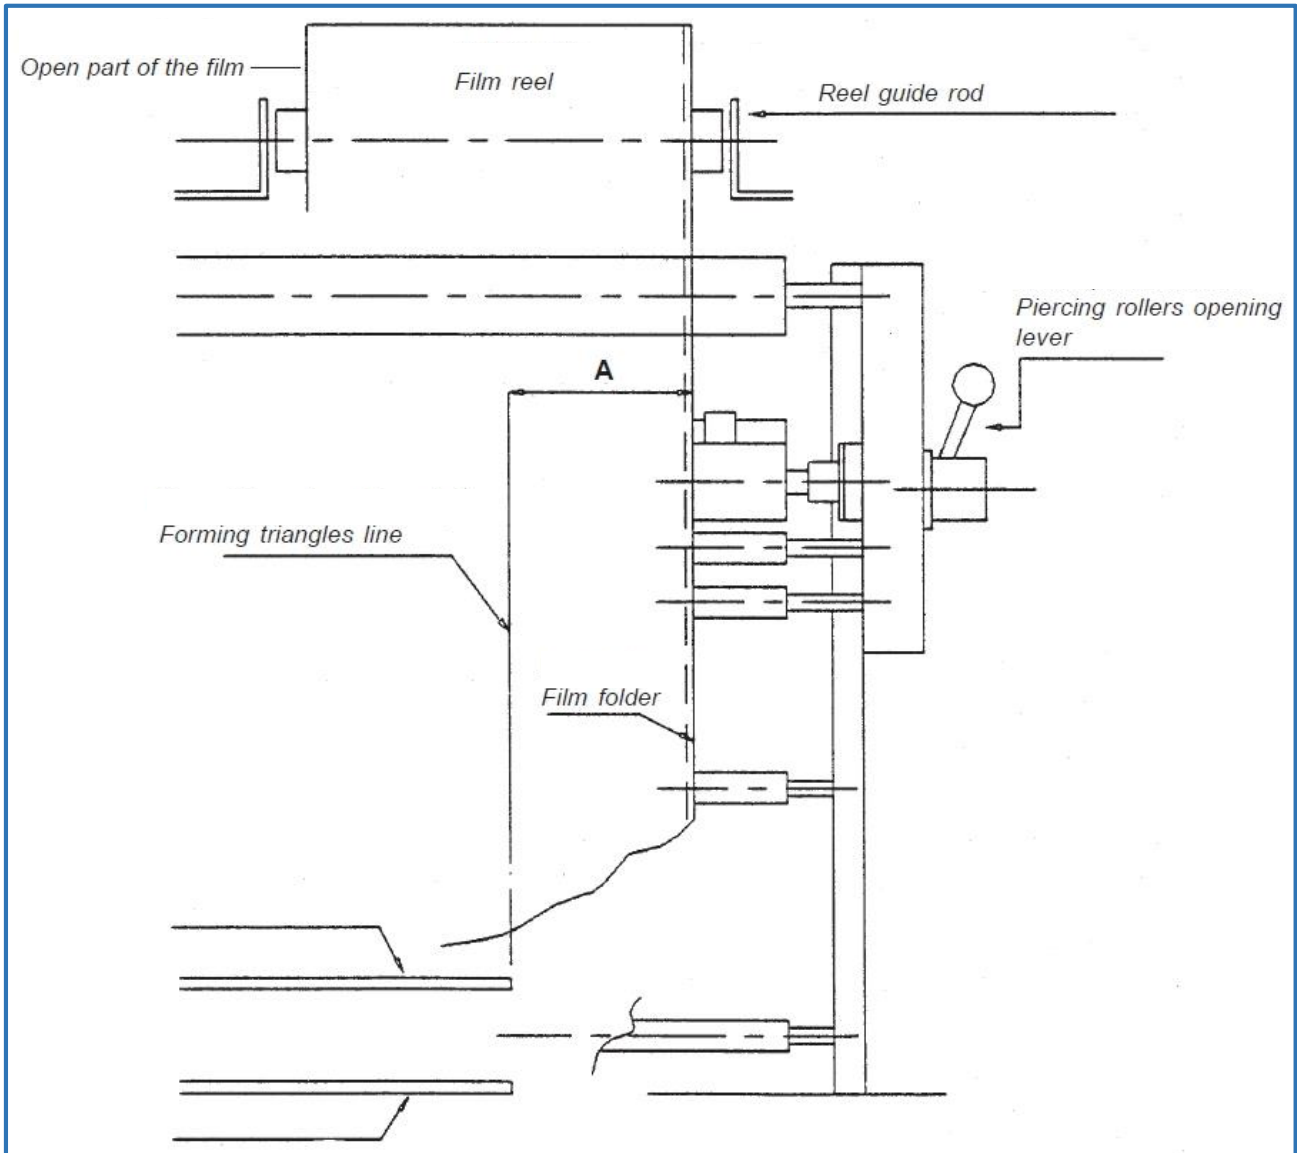 Open part of the film
Film reel
Reel guide rod
Piercing rollers opening
lever
A
Forming triangles line
Film folder